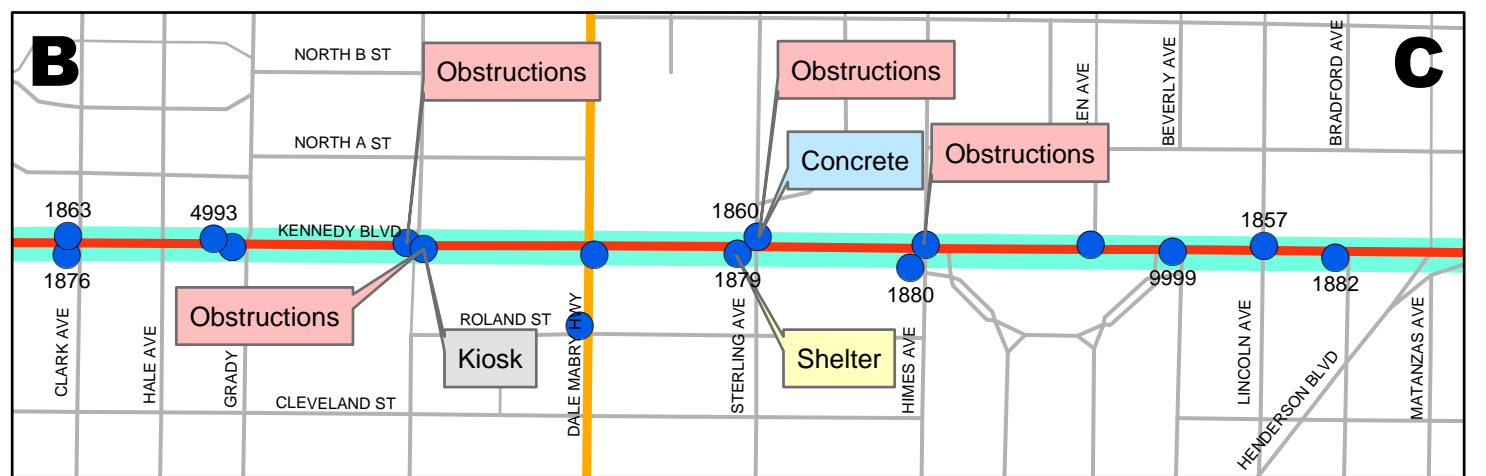 B
C
NORTH B ST
Obstructions
Obstructions
BRADFORD AVE
BEVERLY AVE
LEN AVE
NORTH A ST
Concrete
Obstructions
1863
4993
1860
1857
KENNEDY BLVD
1876
1879
1880
9999
1882
Obstructions
ROLAND ST
Kiosk
Shelter
CLARK AVE
HALE AVE
GRADY
DALE MABRY HWY
STERLING AVE
HIMES AVE
LINCOLN AVE
HENDERSON BLVD
MATANZAS AVE
CLEVELAND ST